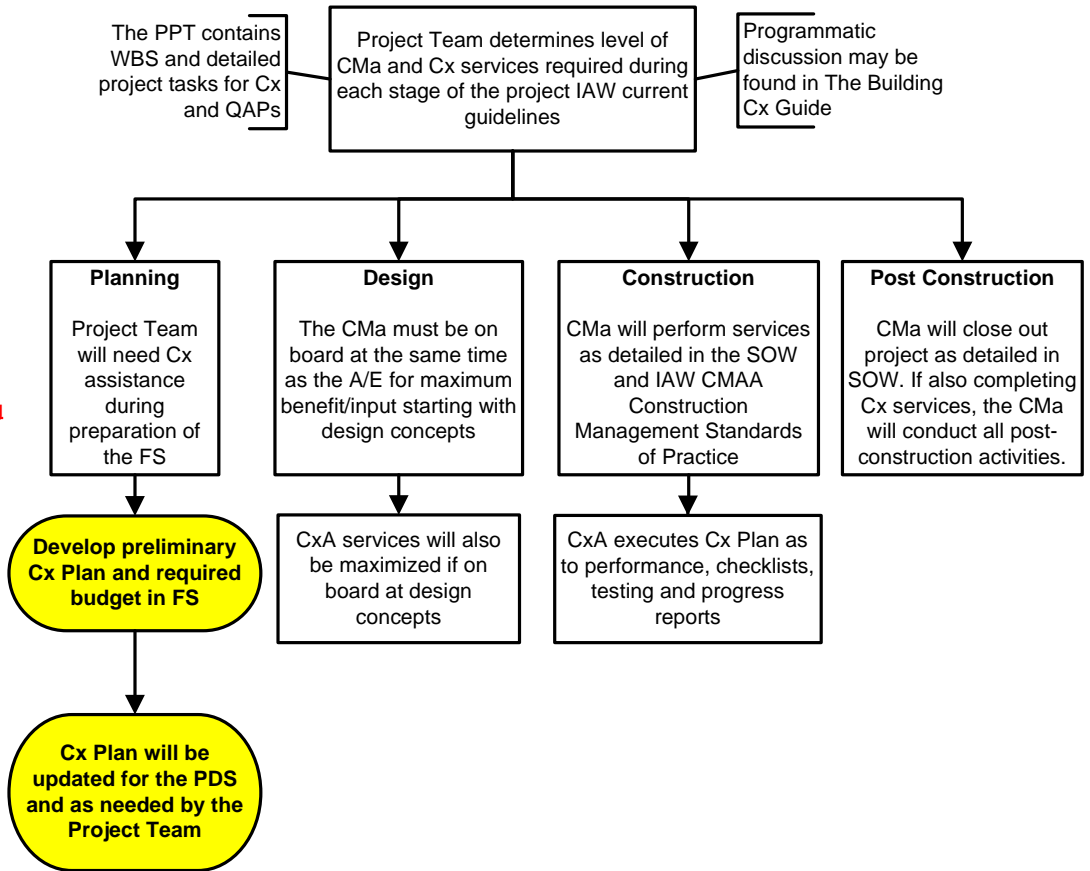 The PPT contains
WBS and detailed
project tasks for Cx
and QAPs
Project Team determines level of
CMa and Cx services required during
each stage of the project IAW current
guidelines
Programmatic
discussion may be
found in The Building
Cx Guide
Planning
Project Team
will need Cx
assistance
during
preparation of
the FS
Design
The CMa must be on
board at the same time
as the A/E for maximum
benefit/input starting with
design concepts
Construction
CMa will perform services
as detailed in the SOW
and IAW CMAA
Construction
Management Standards
of Practice
Post Construction
CMa will close out
project as detailed in
SOW. If also completing
Cx services, the CMa
will conduct all post-
construction activities.
Develop preliminary
Cx Plan and required
budget in FS
CxA services will also
be maximized if on
board at design
concepts
CxA executes Cx Plan as
to performance, checklists,
testing and progress
reports
Cx Plan will be
updated for the PDS
and as needed by the
Project Team